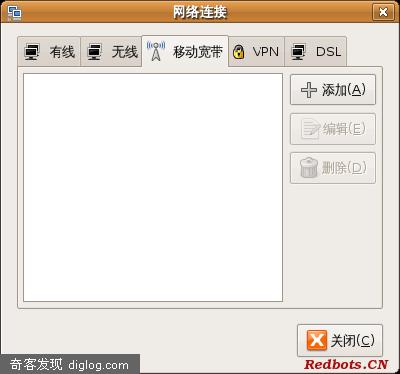 网络连接
有线 无线 移动宽带 VPN DSL
添加(A)
编辑(E)
删除(D)
关闭(C)
奇客发现 diglog.com
Redbots.CN